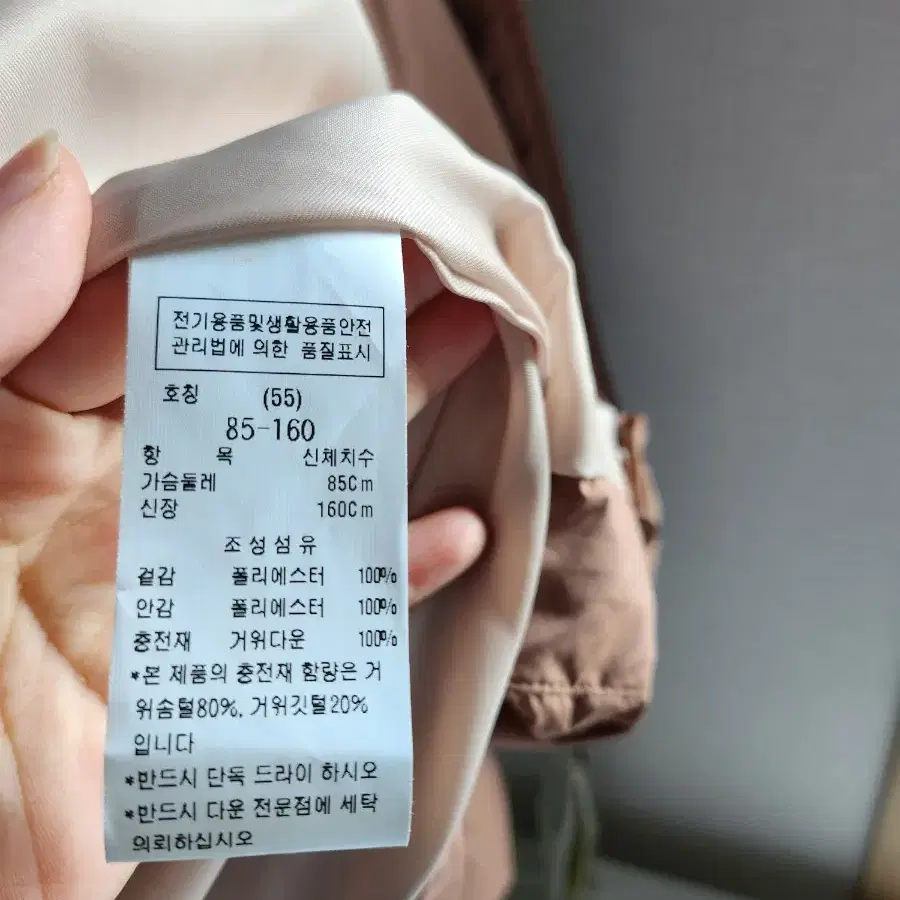 전기용품및생활용품안전
관리법에 의한 품질표시
호칭 (55)
85-160
항 목 신체치수
가슴둘레 85Cm
신장 160Cm
조성섬유
겉감 폴리에스터 100%
안감 폴리에스터 100%
충전재 거위다운 100%
*본 제품의 충전재 함량은 거
위솜털80%, 거위깃털20%
입니다
*반드시 단독 드라이 하시오
*반드시 다운 전문점에 세탁
의뢰하십시오